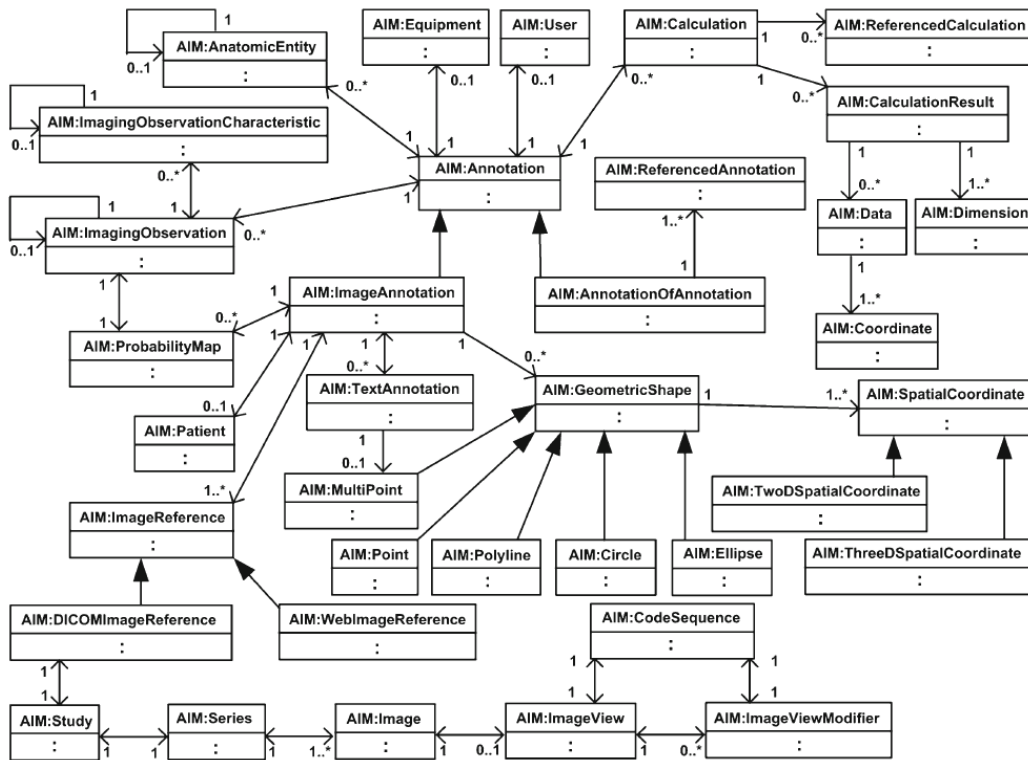 1
AIM:AnatomicEntity
:
0..1
0..*
AIM:Equipment
:
0..1
1
AIM:User
:
0..1
1
AIM:Calculation
:
1
0..*
0..*
1
1
AIM:ReferencedCalculation
:
0..*
AIM:CalculationResult
:
1
1
1
AIM:ImagingObservationCharacteristic
:
0..1
0..*
1
AIM:Annotation
:
1
AIM:ReferencedAnnotation
:
1..*
0..*
AIM:Data
:
1
1..*
AIM:Dimension
:
1
1
AIM:ImagingObservation
:
0..1
0..*
1
AIM:ImageAnnotation
:
1
1
1
1
1
1
AIM:AnnotationOfAnnotation
:
1..*
AIM:Coordinate
:
1
0..*
AIM:ProbabilityMap
:
0..*
AIM:TextAnnotation
:
1
0..*
AIM:GeometricShape
:
1
1..*
AIM:SpatialCoordinate
:
0..1
AIM:Patient
:
0..1
AIM:MultiPoint
:
AIM:TwoDSpatialCoordinate
:
1..*
AIM:ImageReference
:
AIM:Point
:
AIM:Polyline
:
AIM:Circle
:
AIM:Ellipse
:
AIM:ThreeDSpatialCoordinate
:
AIM:DICOMImageReference
:
1
AIM:WebImageReference
:
AIM:CodeSequence
:
1
1
1
AIM:Study
:
1
AIM:Series
:
1
1
AIM:Image
:
1..*
1
1
AIM:ImageView
:
0..1
1
1
AIM:ImageViewModifier
:
0..*